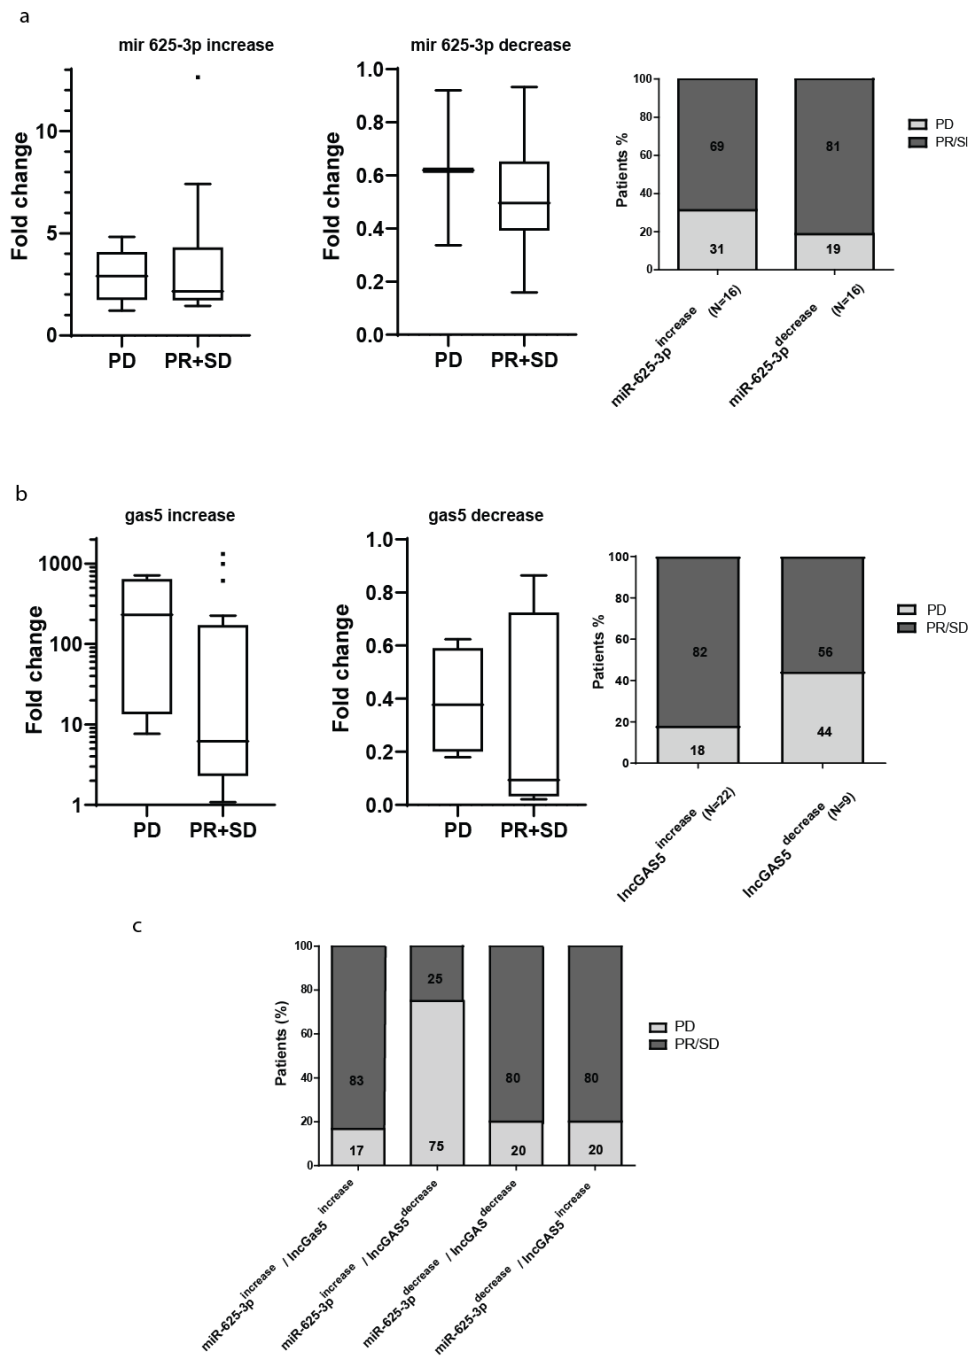 a
mir 625-3p increase
Fold change
10
5
0
PD
PR+SD
mir 625-3p decrease
Fold change
1.0
0.8
0.6
0.4
0.2
0.0
PD
PR+SD
Patients %
100
80
60
40
20
0
69
31
81
19
miR-625-3p increase (N=16)
miR-625-3p decrease (N=16)
PD
PR/SI
b
gas5 increase
Fold change
1000
100
10
1
PD
PR+SD
gas5 decrease
Fold change
1.0
0.8
0.6
0.4
0.2
0.0
PD
PR+SD
Patients %
100
80
60
40
20
0
82
18
56
44
lncGAS5 increase (N=22)
lncGAS5 decrease (N=9)
PD
PR/SD
c
Patients (%)
100
80
60
40
20
0
83
17
25
75
80
20
80
20
miR-625-3p increase / lncGas5 increase
miR-625-3p increase / lncGAS5 decrease
miR-625-3p decrease / lncGAS decrease
miR-625-3p decrease / lncGAS5 increase
PD
PR/SD